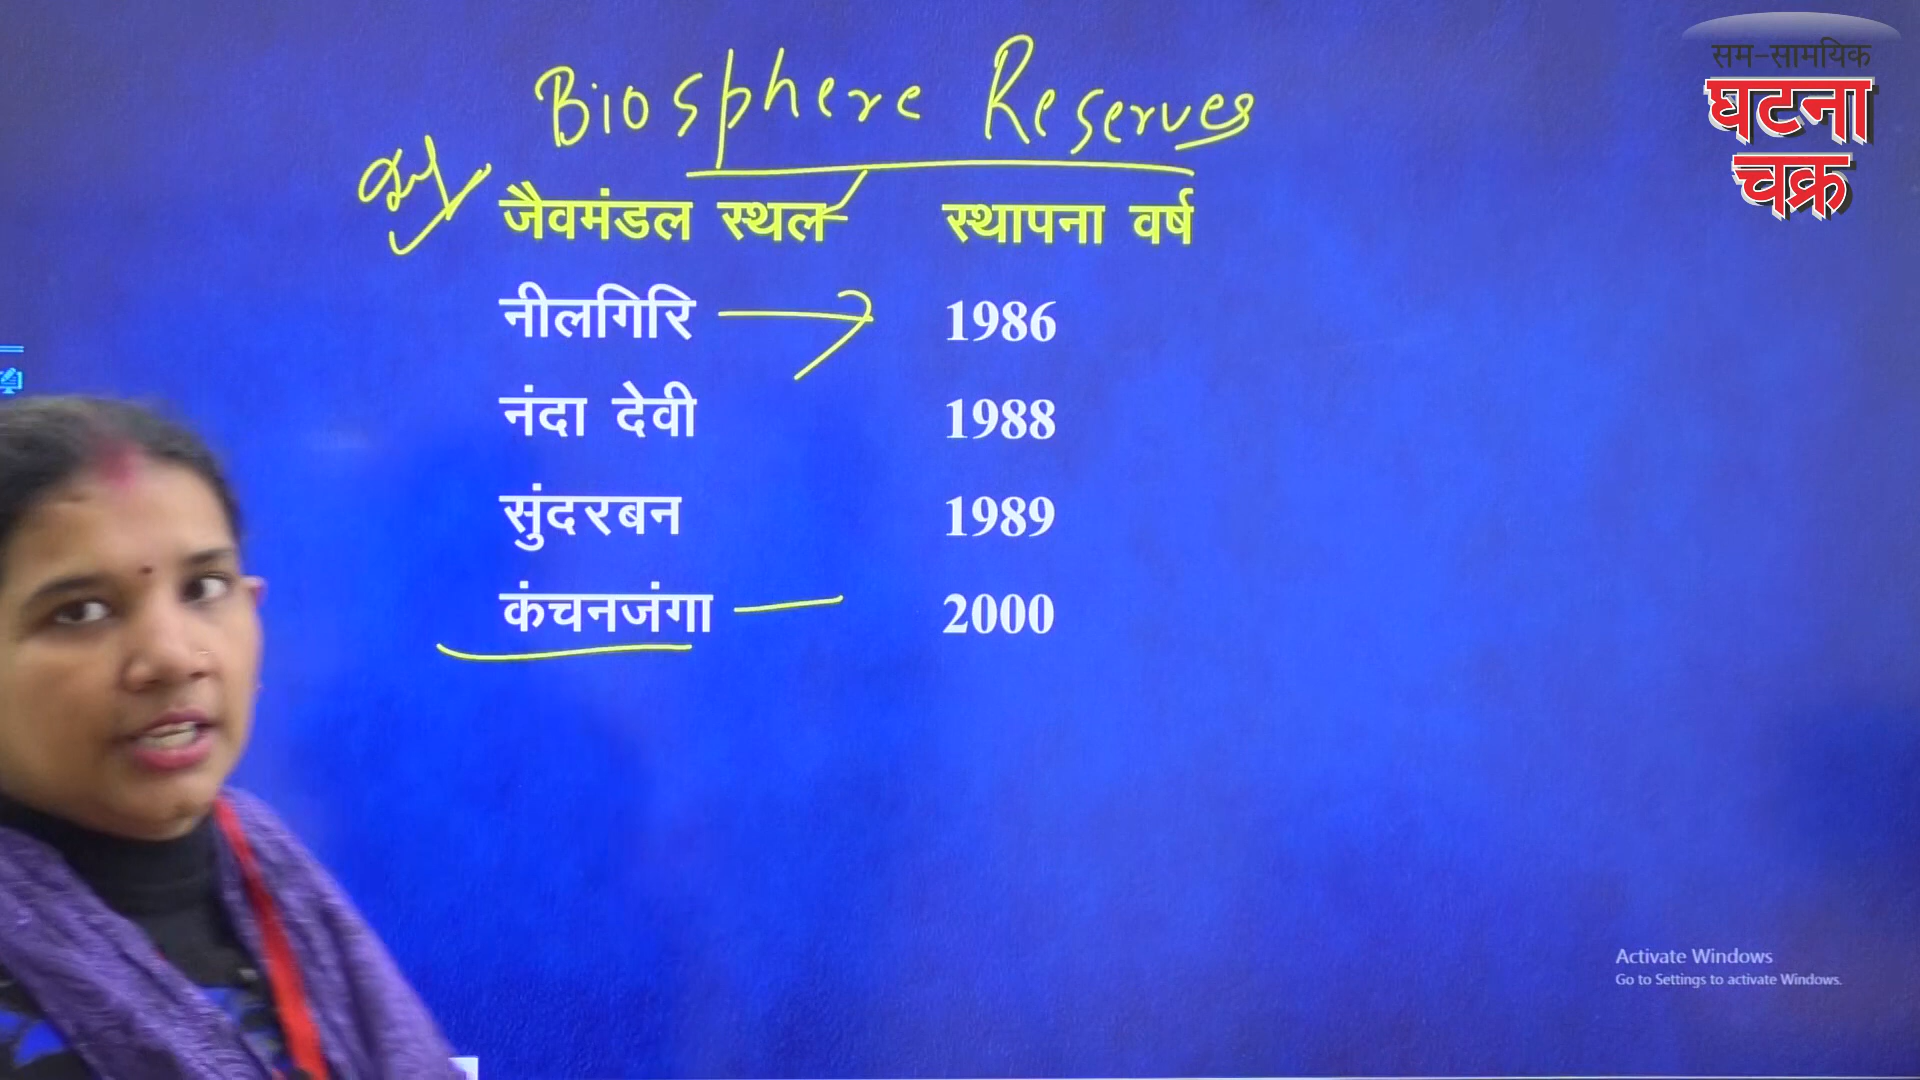 Biosphere Reserves
जैवमंडल स्थल स्थापना वर्ष
नीलगिरि 1986
नंदा देवी 1988
सुंदरबन 1989
कंचनजंगा 2000
सम-सामयिक
घटना
चक्र
Activate Windows
Go to Settings to activate Windows.